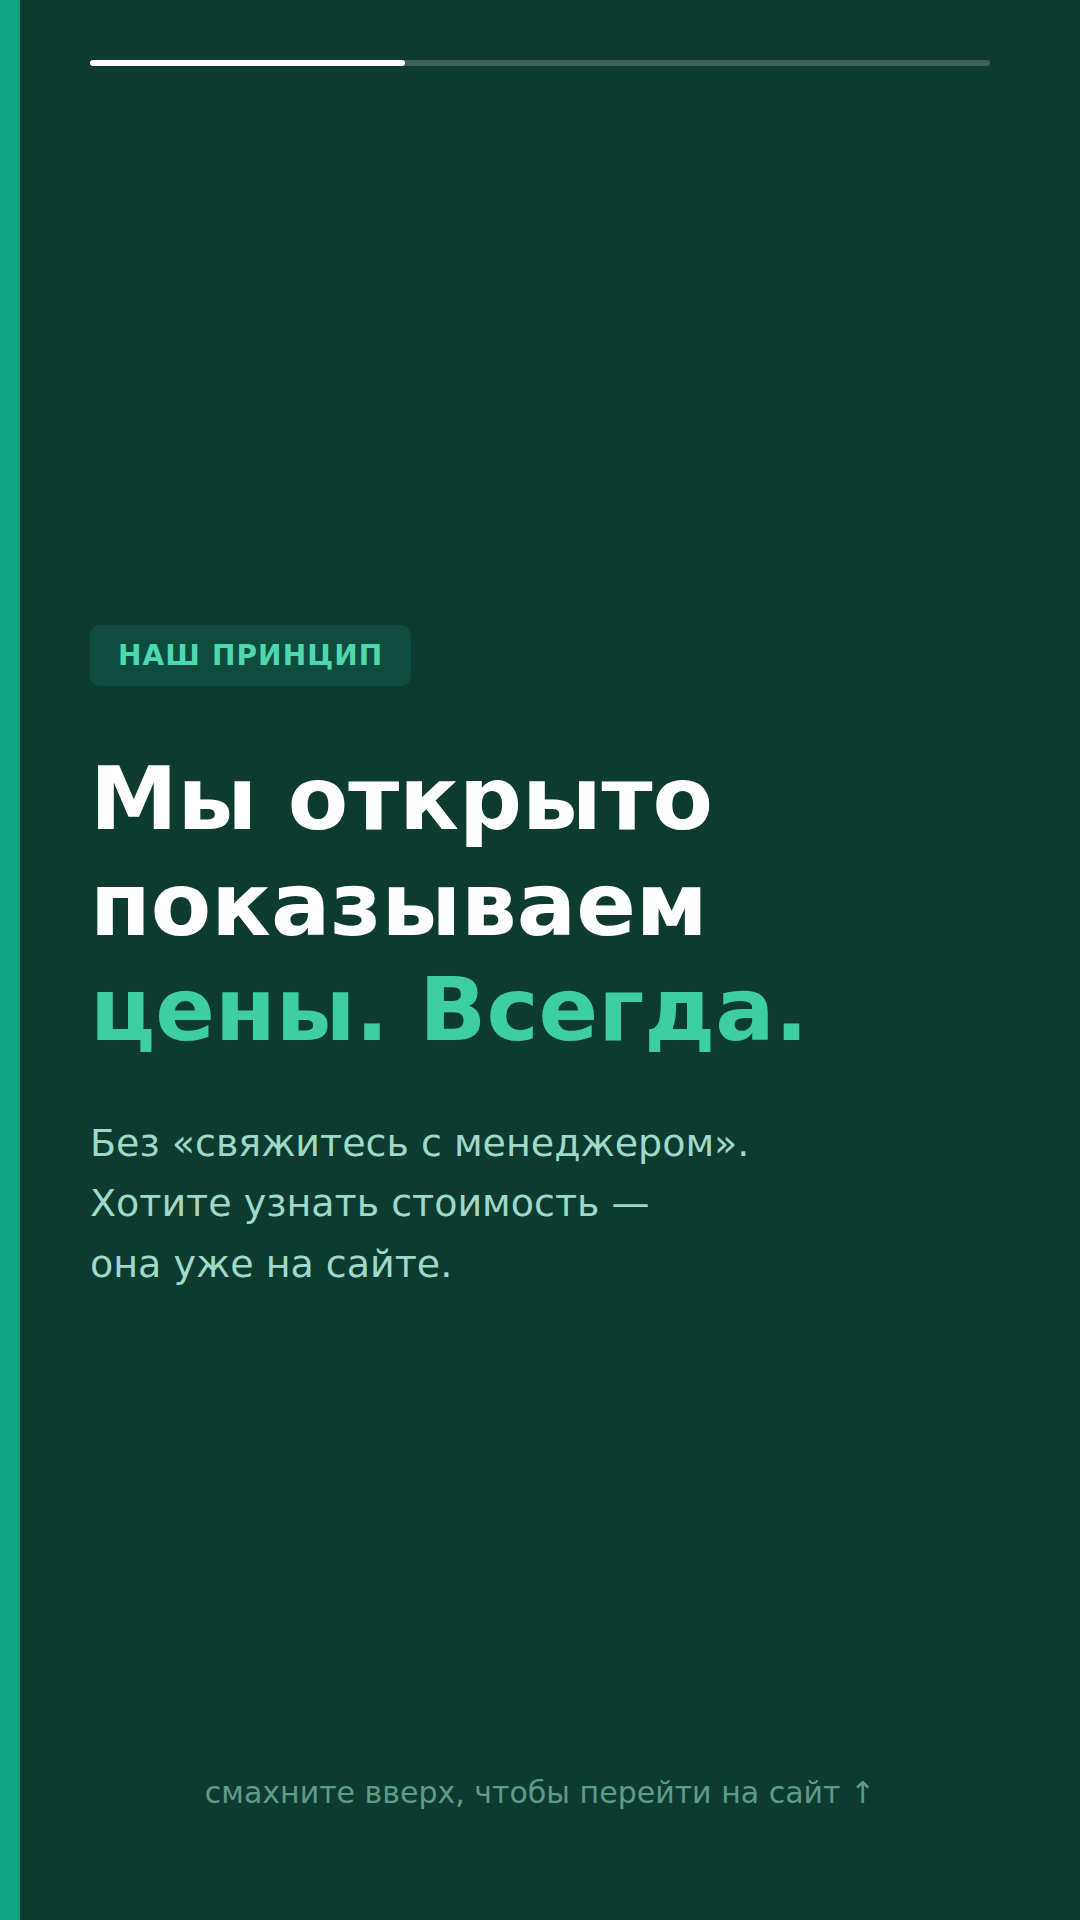 НАШ ПРИНЦИП
Мы открыто
показываем
цены. Всегда.
Без «свяжитесь с менеджером».
Хотите узнать стоимость —
она уже на сайте.
смахните вверх, чтобы перейти на сайт ↑